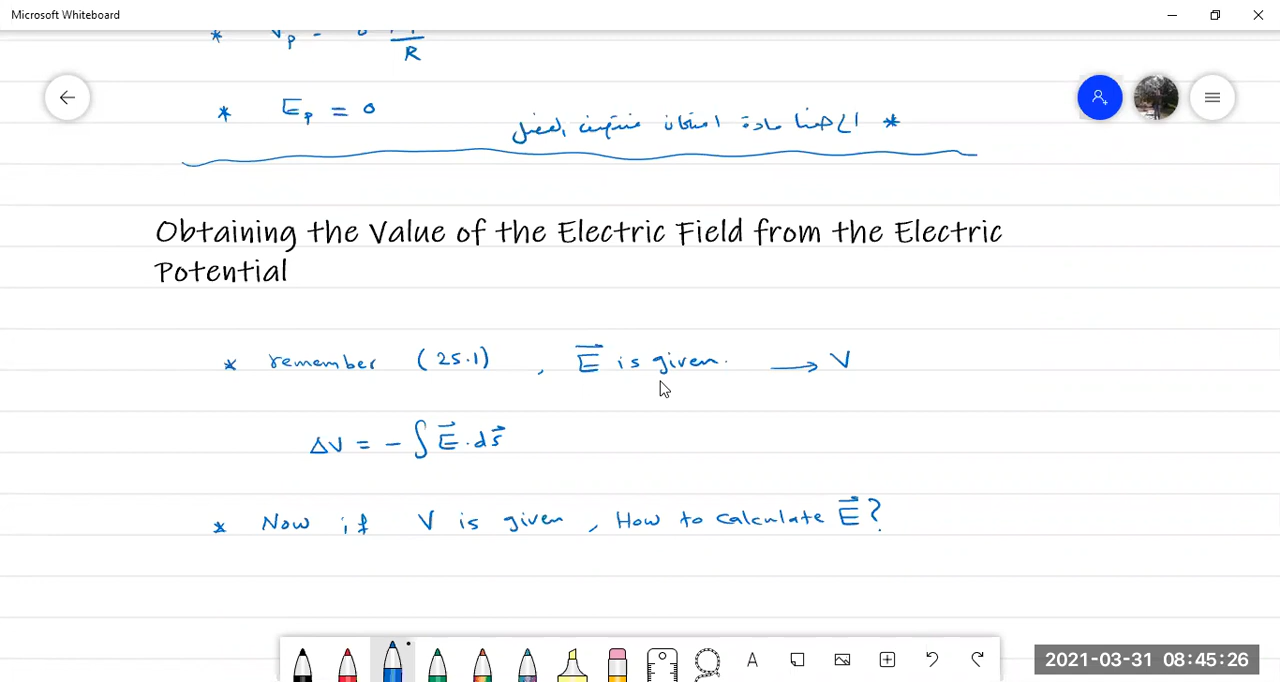 Microsoft Whiteboard
R
* E_p = 0
* مادة امتحان منتصف الفصل
Obtaining the Value of the Electric Field from the Electric
Potential
* remember (25.1) , E⃗ is given. → V
ΔV = - ∫ E⃗ . ds⃗
* Now if V is given , How to calculate E⃗ ?
A
2021-03-31 08:45:26